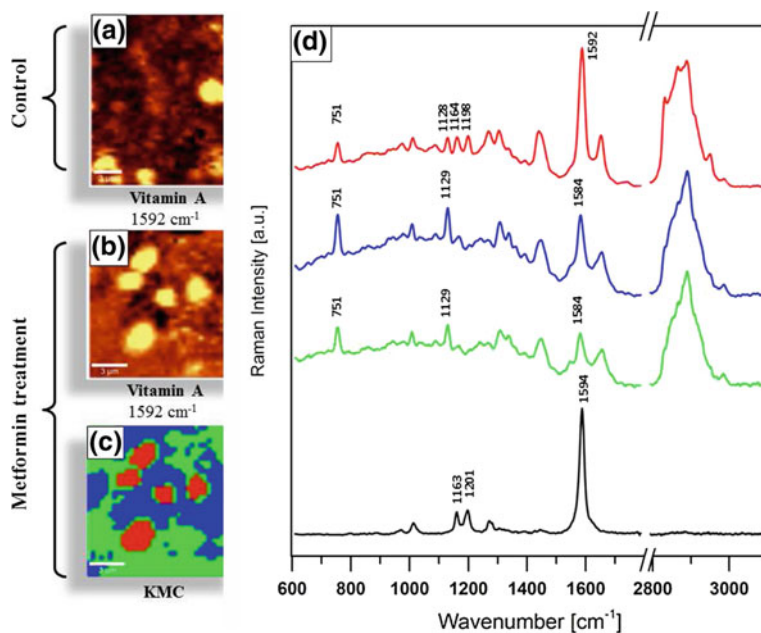 (a)
Control
Vitamin A
1592 cm⁻¹
(b)
3 µm
Metformin treatment
Vitamin A
1592 cm⁻¹
(c)
KMC
(d)
Raman Intensity [a.u.]
751
1128
1164
1198
1592
751
1129
1584
751
1129
1584
1163
1201
1594
600 800 1000 1200 1400 1600 2800 3000
Wavenumber [cm⁻¹]